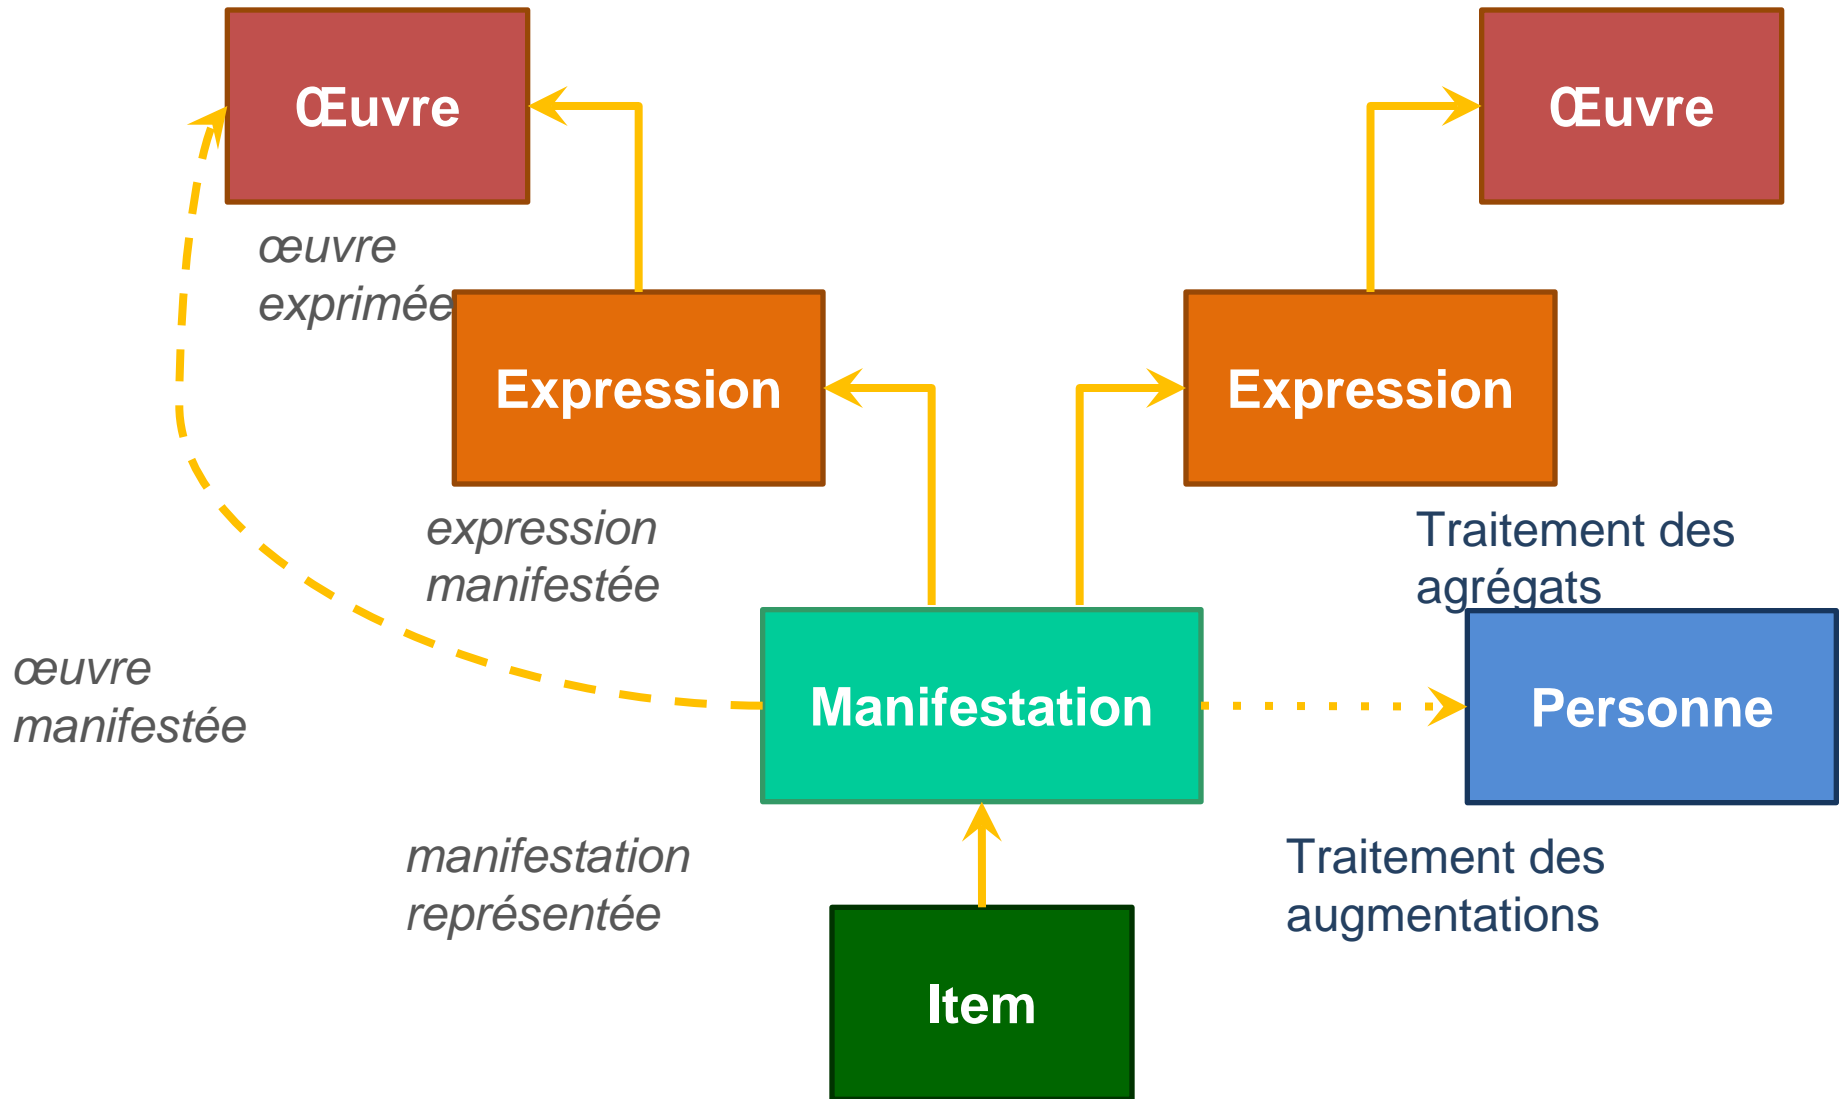 Œuvre
Œuvre
œuvre
exprimée
Expression
Expression
expression
manifestée
Traitement des
agrégats
œuvre
manifestée
Manifestation
Personne
manifestation
représentée
Traitement des
augmentations
Item